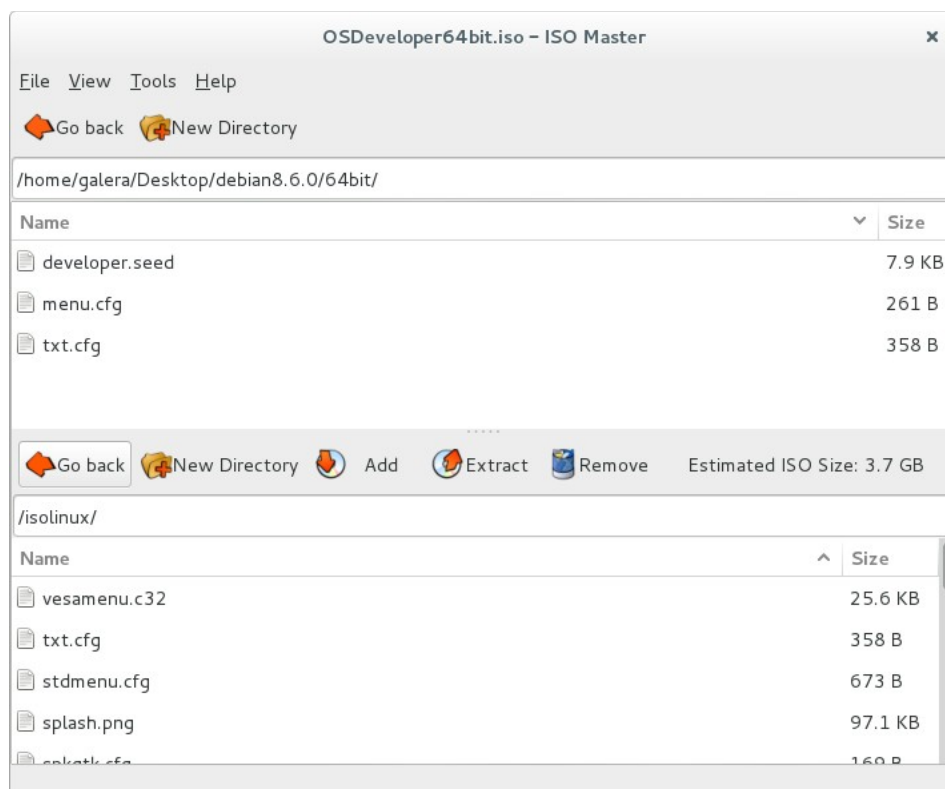 OSDeveloper64bit.iso – ISO Master
File View Tools Help
Go back New Directory
/home/galera/Desktop/debian8.6.0/64bit/
Name Size
developer.seed 7.9 KB
menu.cfg 261 B
txt.cfg 358 B
Go back New Directory Add Extract Remove Estimated ISO Size: 3.7 GB
/isolinux/
Name Size
vesamenu.c32 25.6 KB
txt.cfg 358 B
stdmenu.cfg 673 B
splash.png 97.1 KB
spkgtk.cfg 169 B